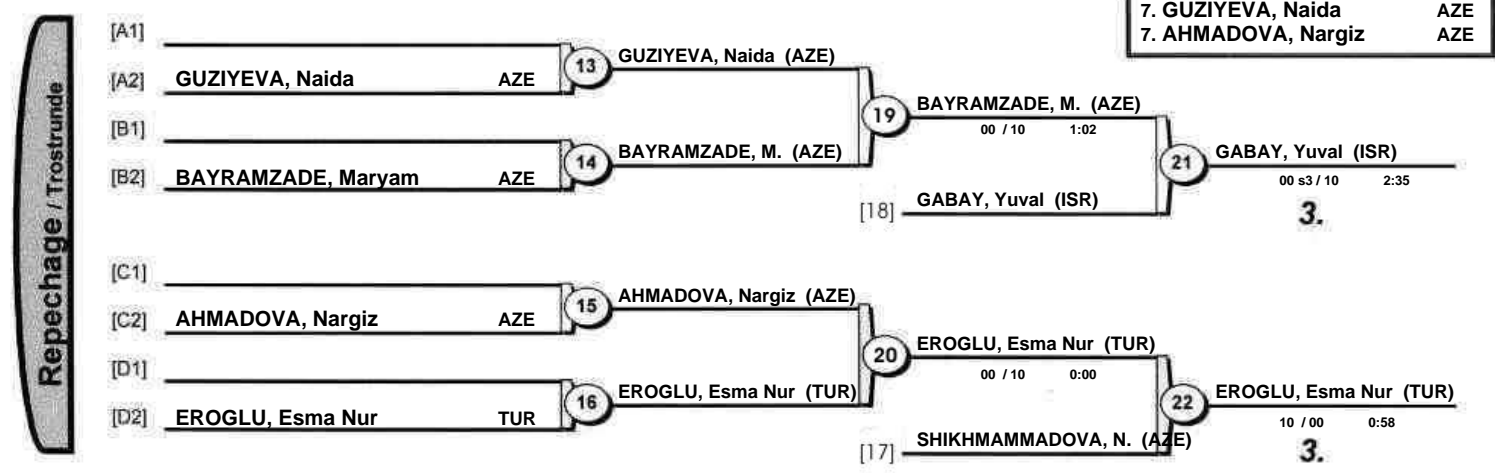 7. GUZIYEVA, Naida AZE
7. AHMADOVA, Nargiz AZE
Repechage / Trostrunde
[A1]
[A2] GUZIYEVA, Naida AZE
13
GUZIYEVA, Naida (AZE)
[B1]
[B2] BAYRAMZADE, Maryam AZE
14
BAYRAMZADE, M. (AZE)
19
BAYRAMZADE, M. (AZE)
00 / 10 1:02
[18] GABAY, Yuval (ISR)
21
GABAY, Yuval (ISR)
00 s3 / 10 2:35
3.
[C1]
[C2] AHMADOVA, Nargiz AZE
15
AHMADOVA, Nargiz (AZE)
[D1]
[D2] EROGLU, Esma Nur TUR
16
EROGLU, Esma Nur (TUR)
20
EROGLU, Esma Nur (TUR)
00 / 10 0:00
[17] SHIKHMAMMADOVA, N. (AZE)
22
EROGLU, Esma Nur (TUR)
10 / 00 0:58
3.